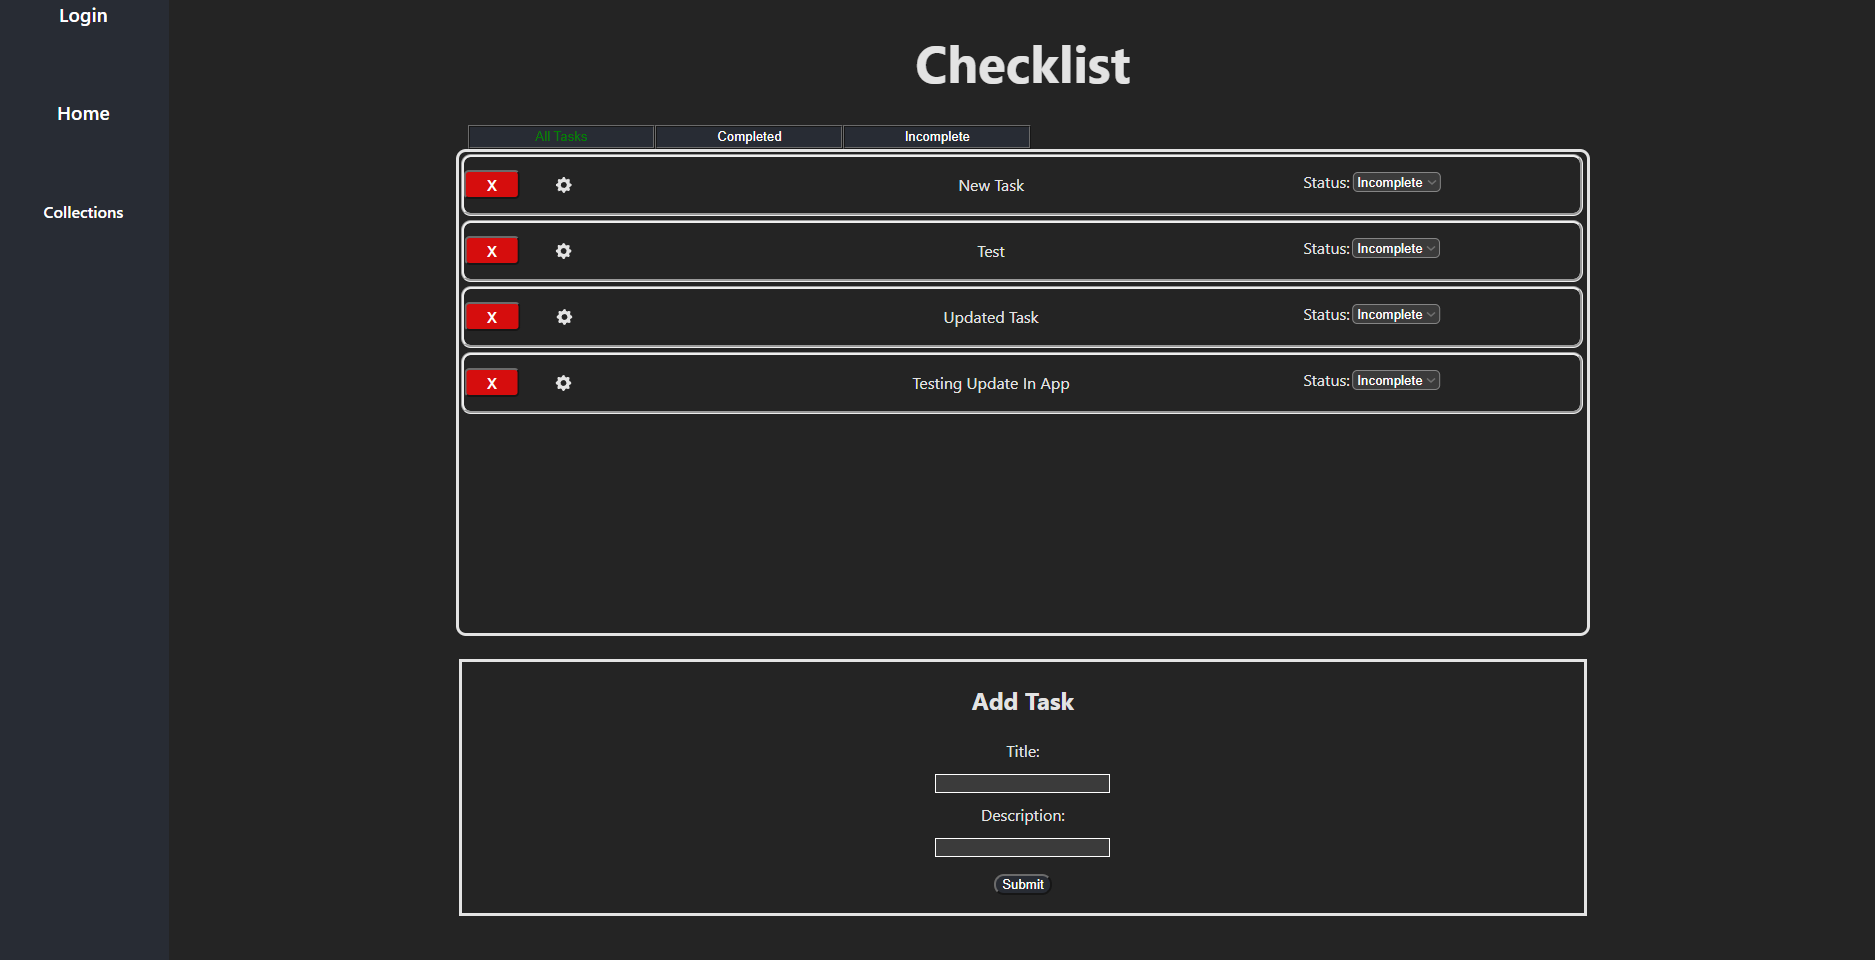 Login
Home
Collections
Checklist
All Tasks Completed Incomplete
X New Task Status: Incomplete
X Test Status: Incomplete
X Updated Task Status: Incomplete
X Testing Update In App Status: Incomplete
Add Task
Title:
Description:
Submit